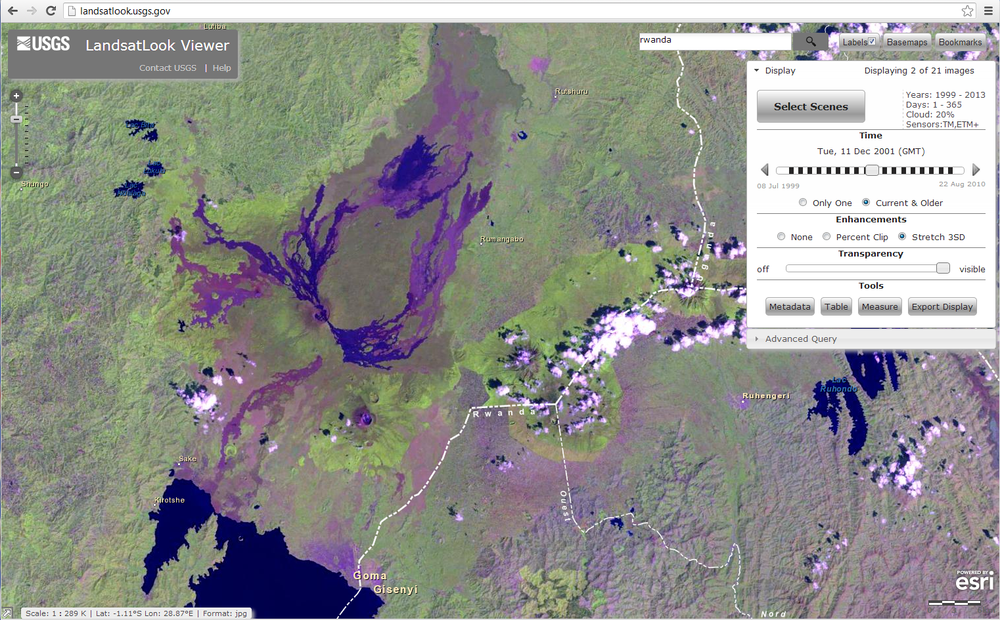 landsatlook.usgs.gov
Lutiba
USGS
LandsatLook Viewer
Contact USGS | Help
rwanda
Labels
Basemaps
Bookmarks
Display
Displaying 2 of 21 images
Select Scenes
Years: 1999 - 2013
Days: 1 - 365
Cloud: 20%
Sensors:TM,ETM+
Time
Tue, 11 Dec 2001 (GMT)
08 Jul 1999
22 Aug 2010
Only One
Current & Older
Enhancements
None
Percent Clip
Stretch 3SD
Transparency
off
visible
Tools
Metadata
Table
Measure
Export Display
Advanced Query
Rutshuru
Lac Bita
Lac
Lukulu
Lac
Ndalaga
Shungo
Rumangabo
Uganda
Rwanda
Lac
Ruhondo
Ruhengeri
Sake
Kirotshe
Ouest
Goma
Gisenyi
Nord
POWERED BY
esri
0 3 6
Scale: 1 : 289 K | Lat: -1.11°S Lon: 28.87°E | Format: jpg